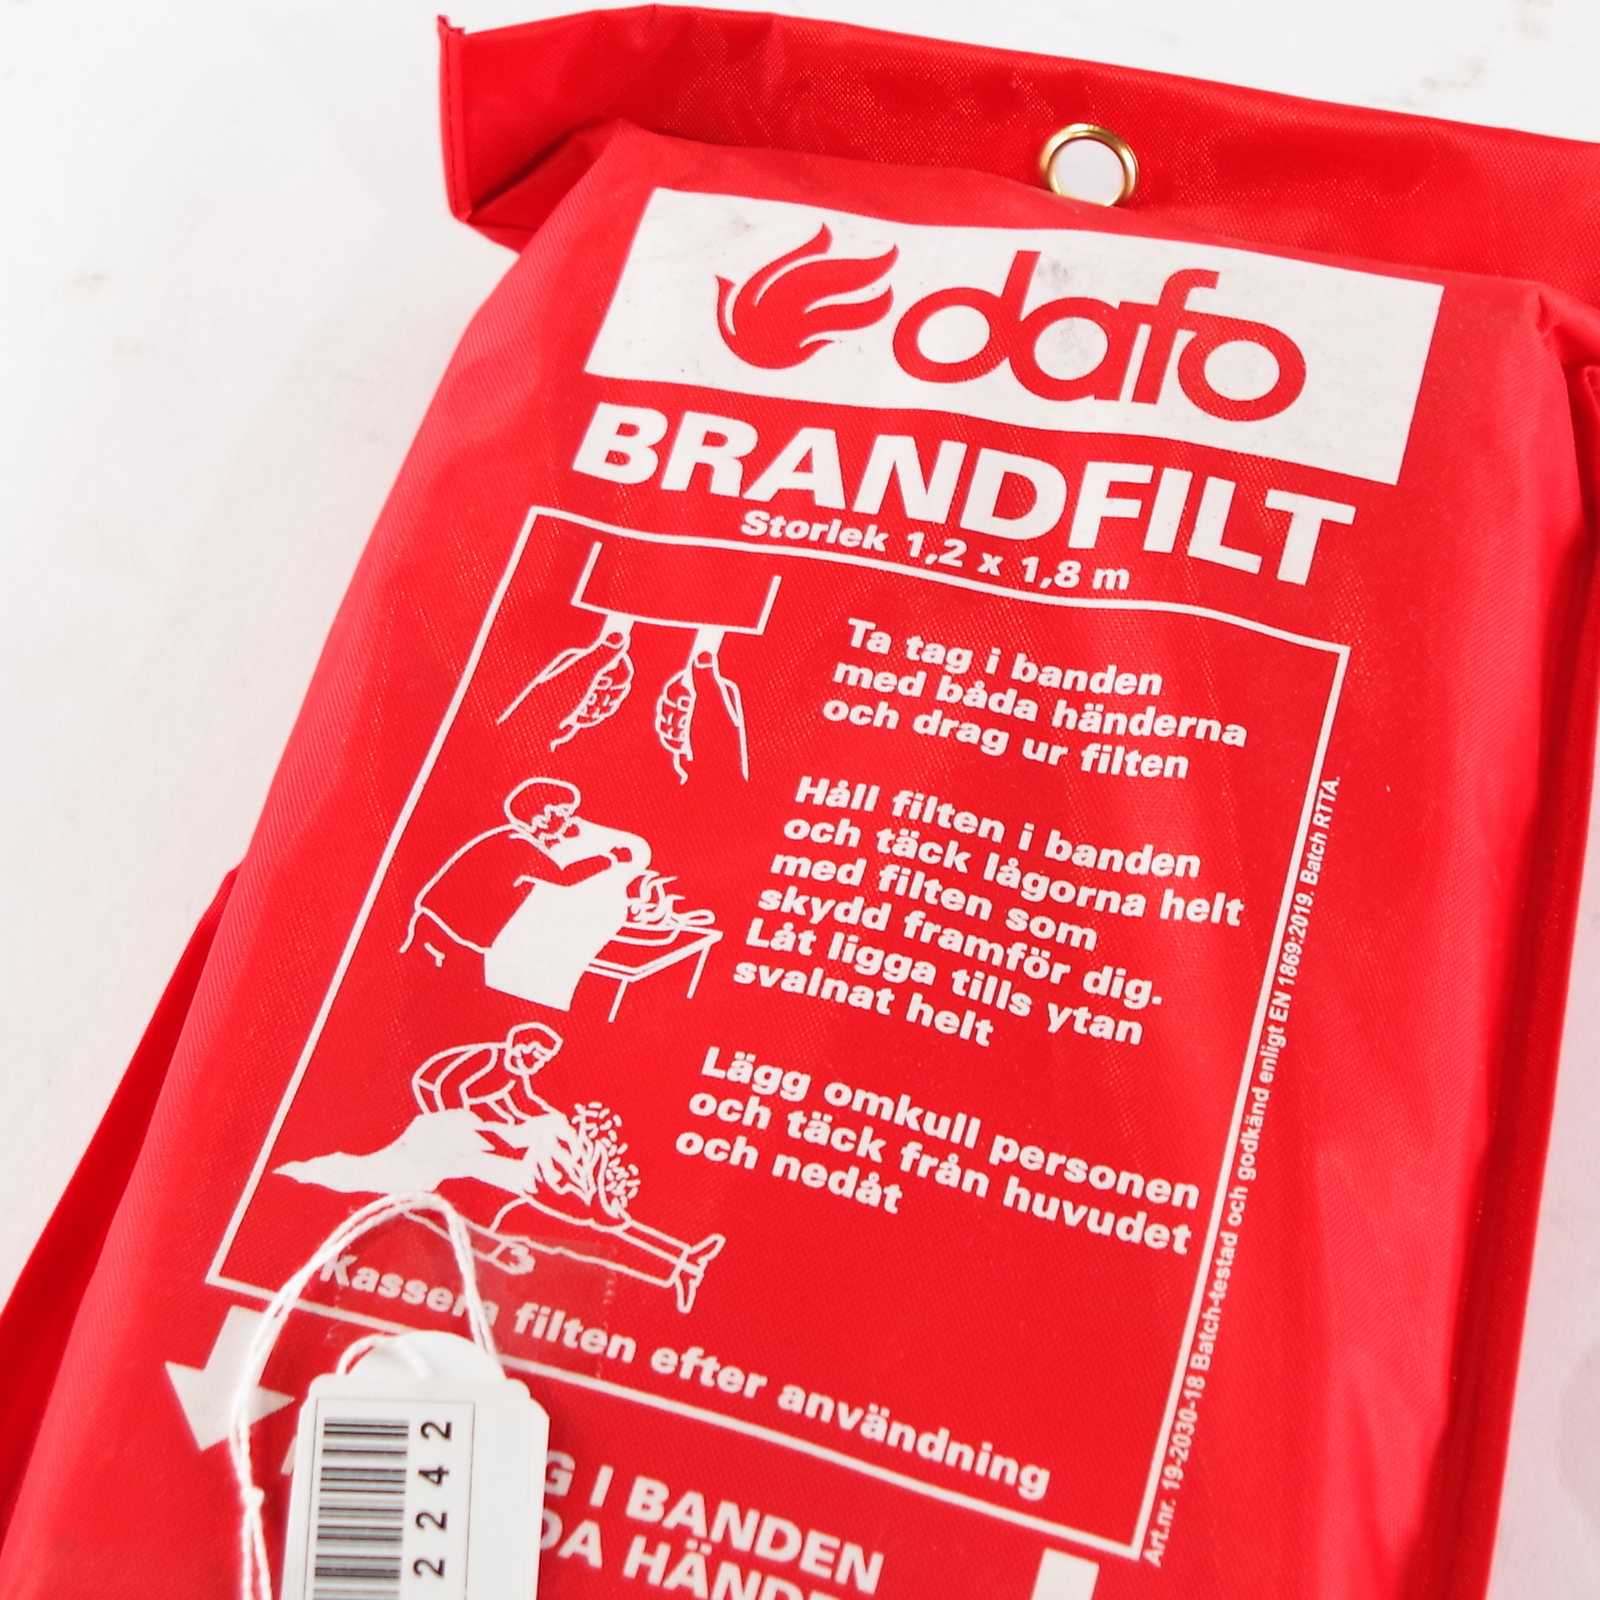 dafo
BRANDFILT
Storlek 1,2 x 1,8 m
Ta tag i banden
med båda händerna
och drag ur filten
Håll filten i banden
och täck lågorna helt
med filten som
skydd framför dig.
Låt ligga tills ytan
svalnat helt
Lägg omkull personen
och täck från huvudet
och nedåt
Kassera filten efter användning
Art.nr. 19-2030-18 Batch-testad och godkänd enligt EN 1869:2019. Batch RTTA.
G I BANDEN
DA HÄNDE
2242